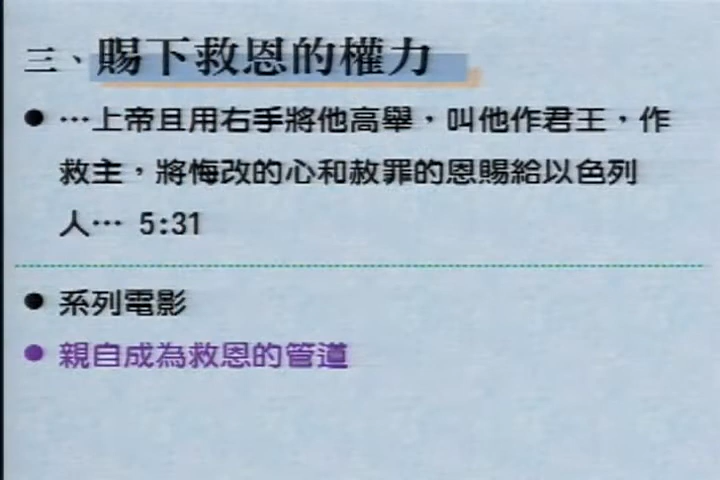 三、賜下救恩的權力
●…上帝且用右手將他高舉，叫他作君王，作
救主，將悔改的心和赦罪的恩賜給以色列
人… 5:31
●系列電影
●親自成為救恩的管道